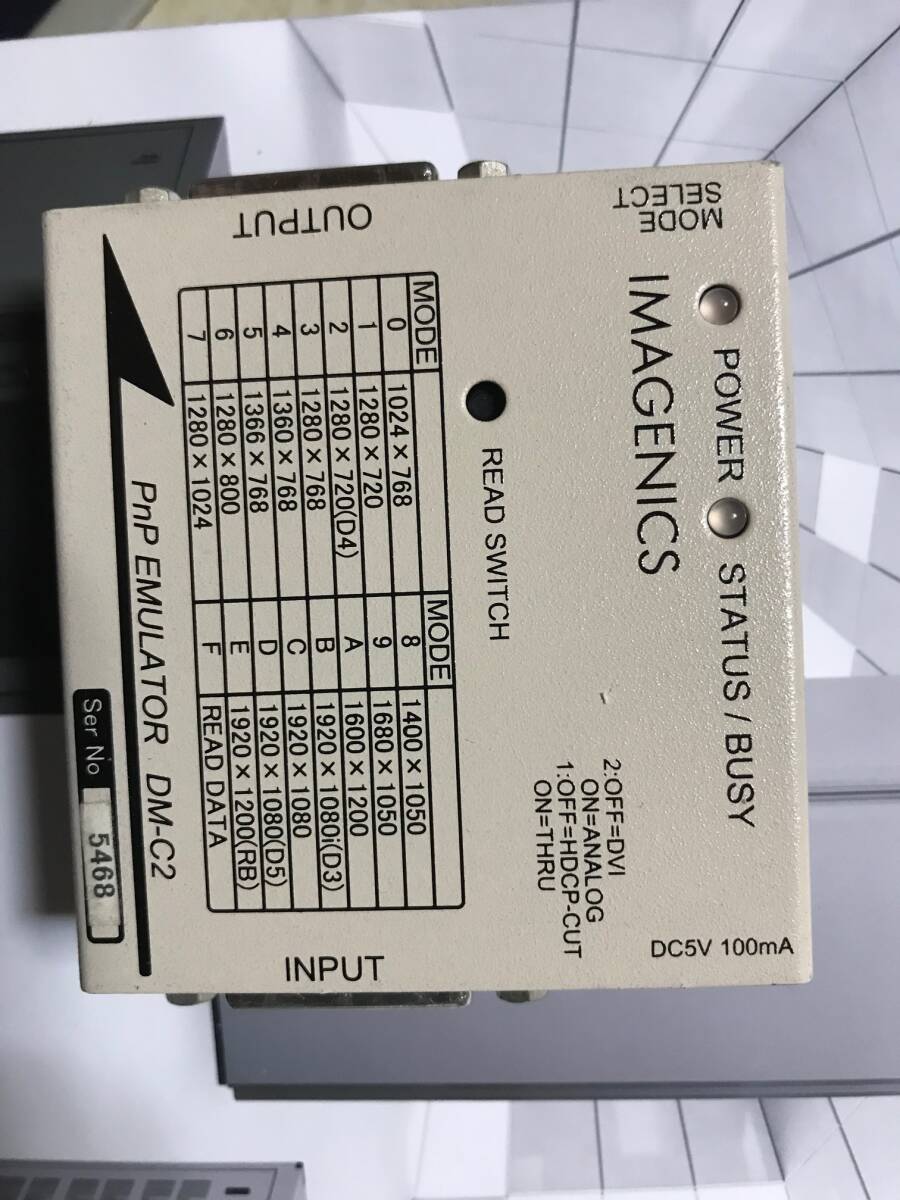 POWER STATUS / BUSY
IMAGENICS
MODE
SELECT
DC5V 100mA
2:OFF=DVI
ON=ANALOG
1:OFF=HDCP-CUT
ON=THRU
READ SWITCH
OUTPUT
INPUT
MODE MODE
0 1024×768 8 1400×1050
1 1280×720 9 1680×1050
2 1280×720(D4) A 1600×1200
3 1280×768 B 1920×1080i(D3)
4 1360×768 C 1920×1080
5 1366×768 D 1920×1080(D5)
6 1280×800 E 1920×1200(RB)
7 1280×1024 F READ DATA
PnP EMULATOR DM-C2
Ser No 5468